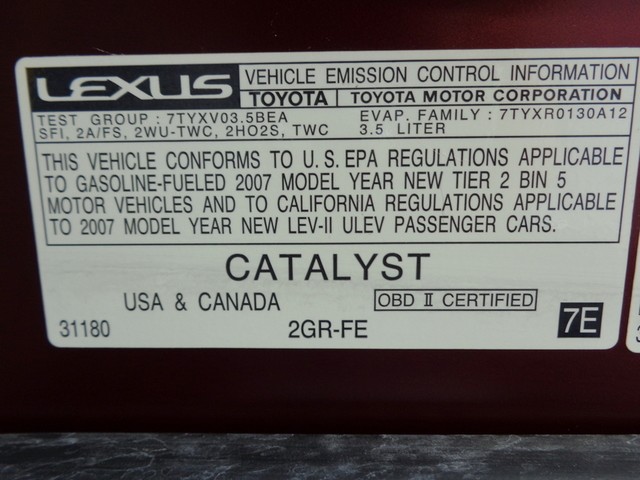 LEXUS VEHICLE EMISSION CONTROL INFORMATION
TOYOTA TOYOTA MOTOR CORPORATION
TEST GROUP : 7TYXV03.5BEA EVAP. FAMILY : 7TYXR0130A12
SFI, 2A/FS, 2WU-TWC, 2HO2S, TWC 3.5 LITER
THIS VEHICLE CONFORMS TO U.S. EPA REGULATIONS APPLICABLE
TO GASOLINE-FUELED 2007 MODEL YEAR NEW TIER 2 BIN 5
MOTOR VEHICLES AND TO CALIFORNIA REGULATIONS APPLICABLE
TO 2007 MODEL YEAR NEW LEV-II ULEV PASSENGER CARS.
CATALYST
USA & CANADA OBD II CERTIFIED
31180 2GR-FE 7E